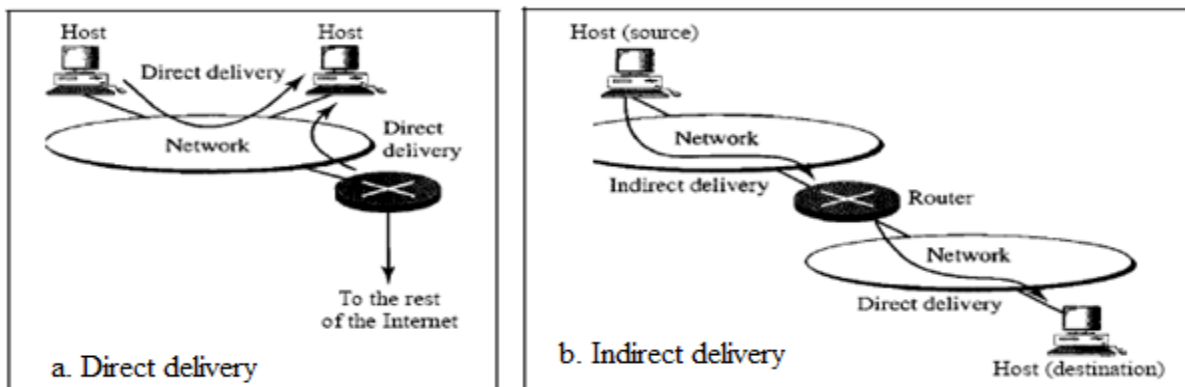 Host
Host
Direct delivery
Network
Direct
delivery
To the rest
of the Internet
a. Direct delivery
Host (source)
Network
Indirect delivery
Router
Network
Direct delivery
Host (destination)
b. Indirect delivery